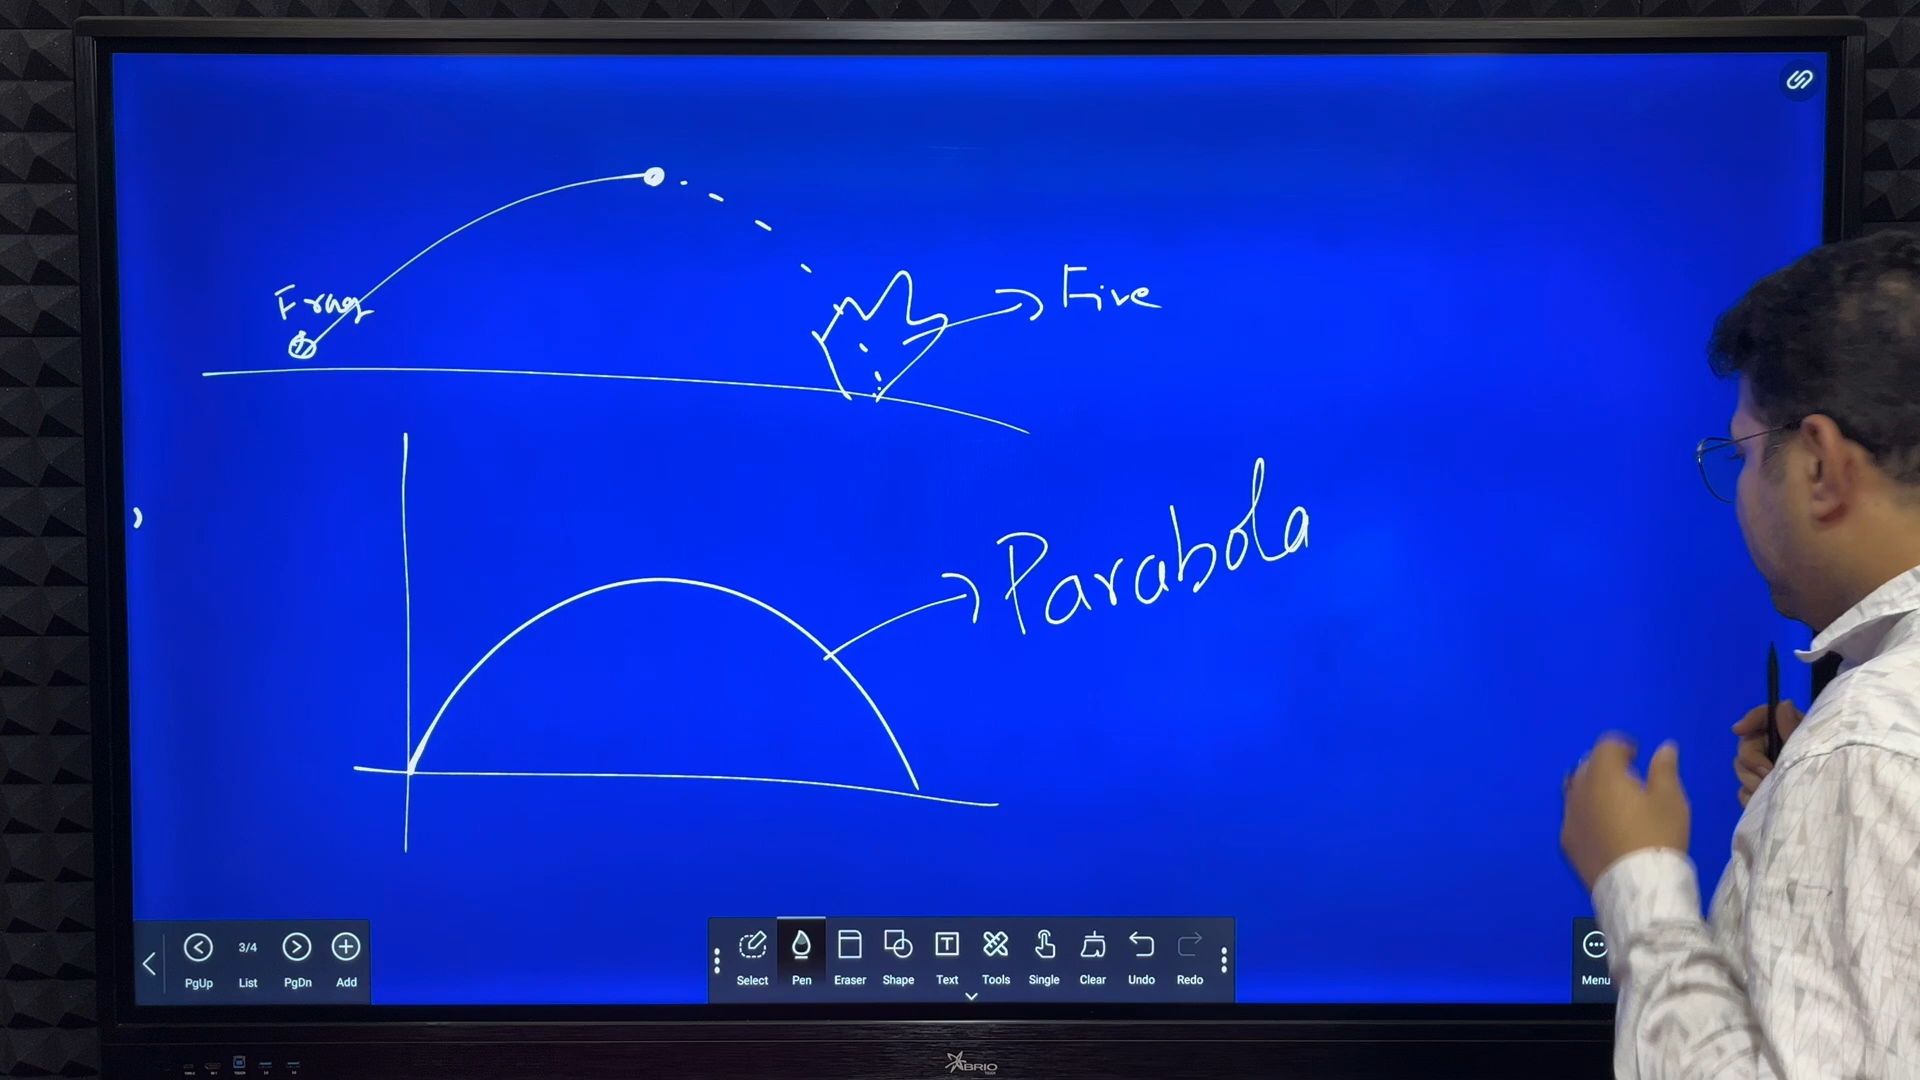 Frog
Fire
Parabola
PgUp
3/4
List
PgDn
Add
Select
Pen
Eraser
Shape
Text
Tools
Single
Clear
Undo
Redo
Menu
ABRIO